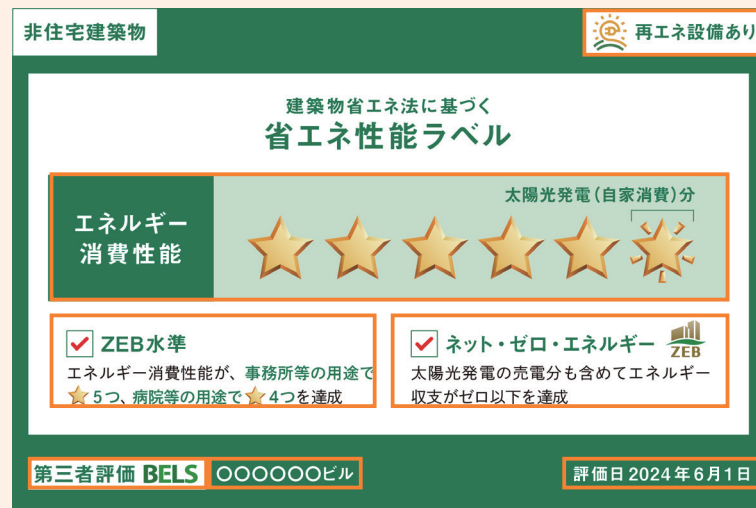 非住宅建築物
再エネ設備あり
建築物省エネ法に基づく
省エネ性能ラベル
太陽光発電(自家消費)分
エネルギー
消費性能
ZEB水準
エネルギー消費性能が、事務所等の用途で
5つ、病院等の用途で4つを達成
ネット・ゼロ・エネルギー
ZEB
太陽光発電の売電分も含めてエネルギー
収支がゼロ以下を達成
第三者評価 BELS 〇〇〇〇〇〇ビル
評価日2024年6月1日